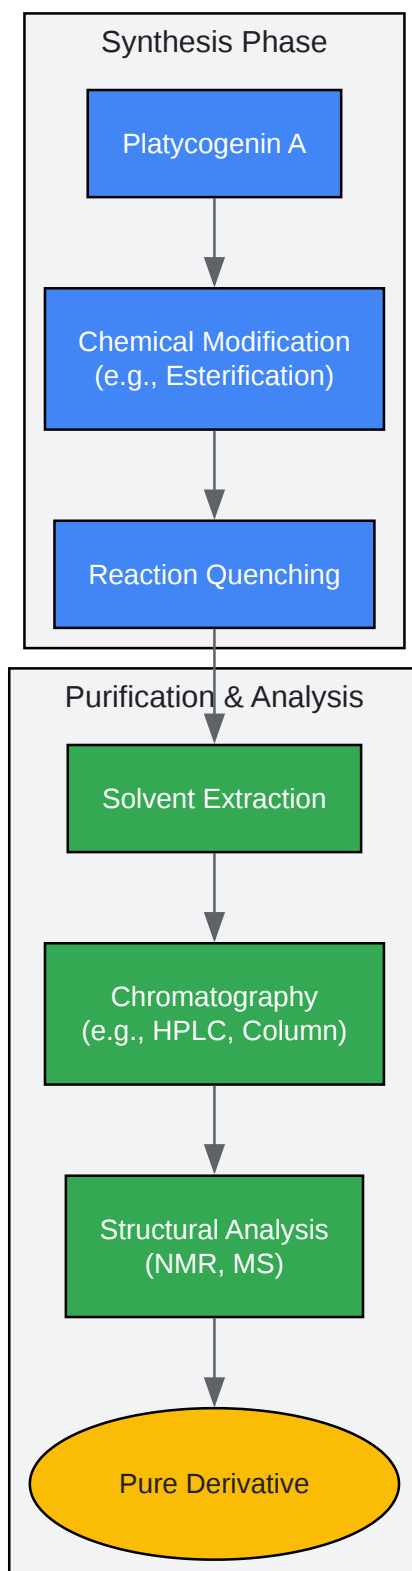 Synthesis Phase
Platycogenin A
Chemical Modification
(e.g., Esterification)
Reaction Quenching
Purification & Analysis
Solvent Extraction
Chromatography
(e.g., HPLC, Column)
Structural Analysis
(NMR, MS)
Pure Derivative